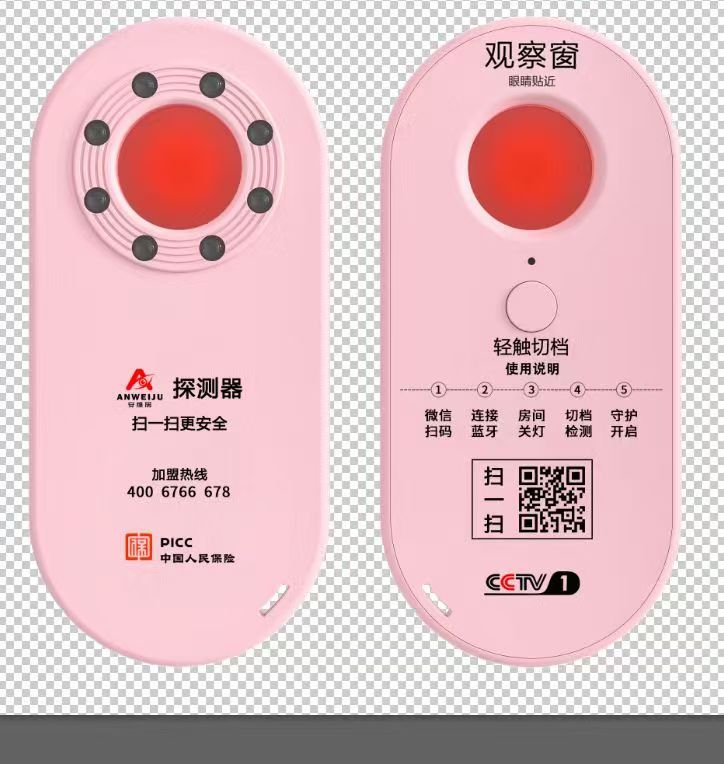 ANWEIJU
安维居
探测器
扫一扫更安全
加盟热线
400 6766 678
PICC
中国人民保险
观察窗
眼睛贴近
轻触切档
使用说明
1 2 3 4 5
微信 连接 房间 切档 守护
扫码 蓝牙 关灯 检测 开启
扫一扫
CCTV 1